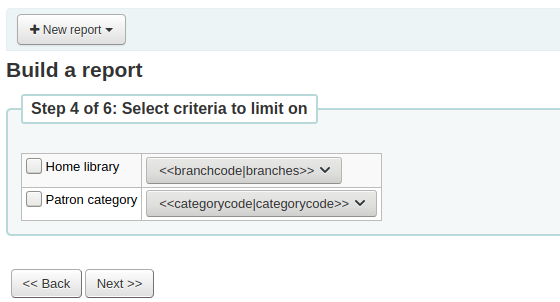 + New report
Build a report
Step 4 of 6: Select criteria to limit on
Home library <<branchcode|branches>>
Patron category <<categorycode|categorycode>>
<< Back Next >>